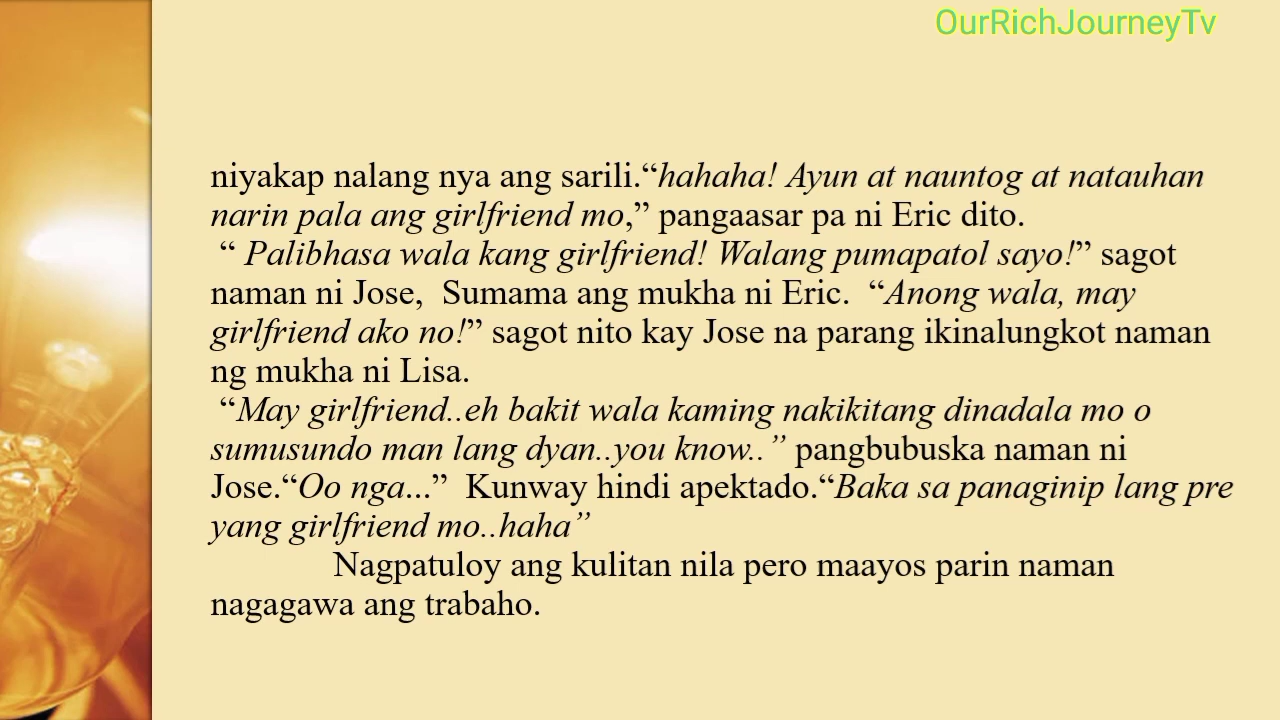 OurRichJourneyTv
niyakap nalang nya ang sarili.“hahaha! Ayun at nauntog at natauhan
narin pala ang girlfriend mo,” pangaasar pa ni Eric dito.
“ Palibhasa wala kang girlfriend! Walang pumapatol sayo!” sagot
naman ni Jose,  Sumama ang mukha ni Eric.  “Anong wala, may
girlfriend ako no!” sagot nito kay Jose na parang ikinalungkot naman
ng mukha ni Lisa.
“May girlfriend..eh bakit wala kaming nakikitang dinadala mo o
sumusundo man lang dyan..you know..” pangbubuska naman ni
Jose.“Oo nga...”  Kunway hindi apektado.“Baka sa panaginip lang pre
yang girlfriend mo..haha”
Nagpatuloy ang kulitan nila pero maayos parin naman
nagagawa ang trabaho.